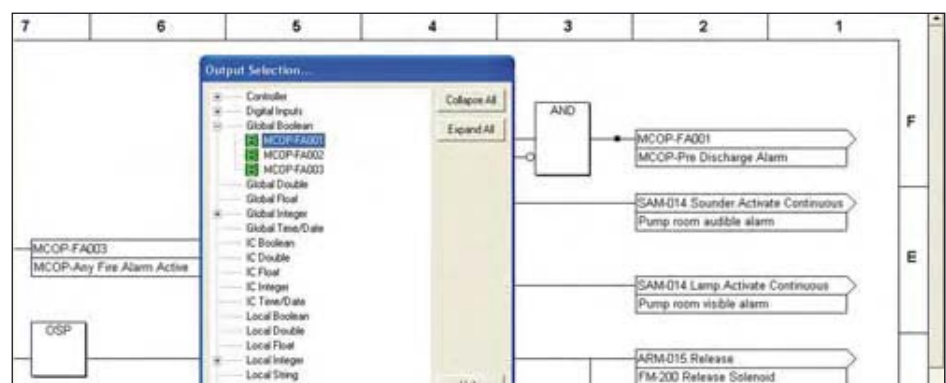 7 6 5 4 3 2 1
Output Selection...
Controller
Digital Inputs
Global Boolean
MCOP-FA001
MCOP-FA002
MCOP-FA003
Global Double
Global Float
Global Integer
Global Time/Date
IC Boolean
IC Double
IC Float
IC Integer
IC Time/Date
Local Boolean
Local Double
Local Float
Local Integer
Local String
Collapse All
Expand All
MCOP-FA003
MCOP-Any Fire Alarm Active
OSP
AND
MCOP-FA001
MCOP-Pre Discharge Alarm
SAM-014.Sounder.Activate Continuous
Pump room audible alarm
SAM-014.Lamp.Activate Continuous
Pump room visible alarm
ARM-015.Release
FM-200 Release Solenoid
F
E